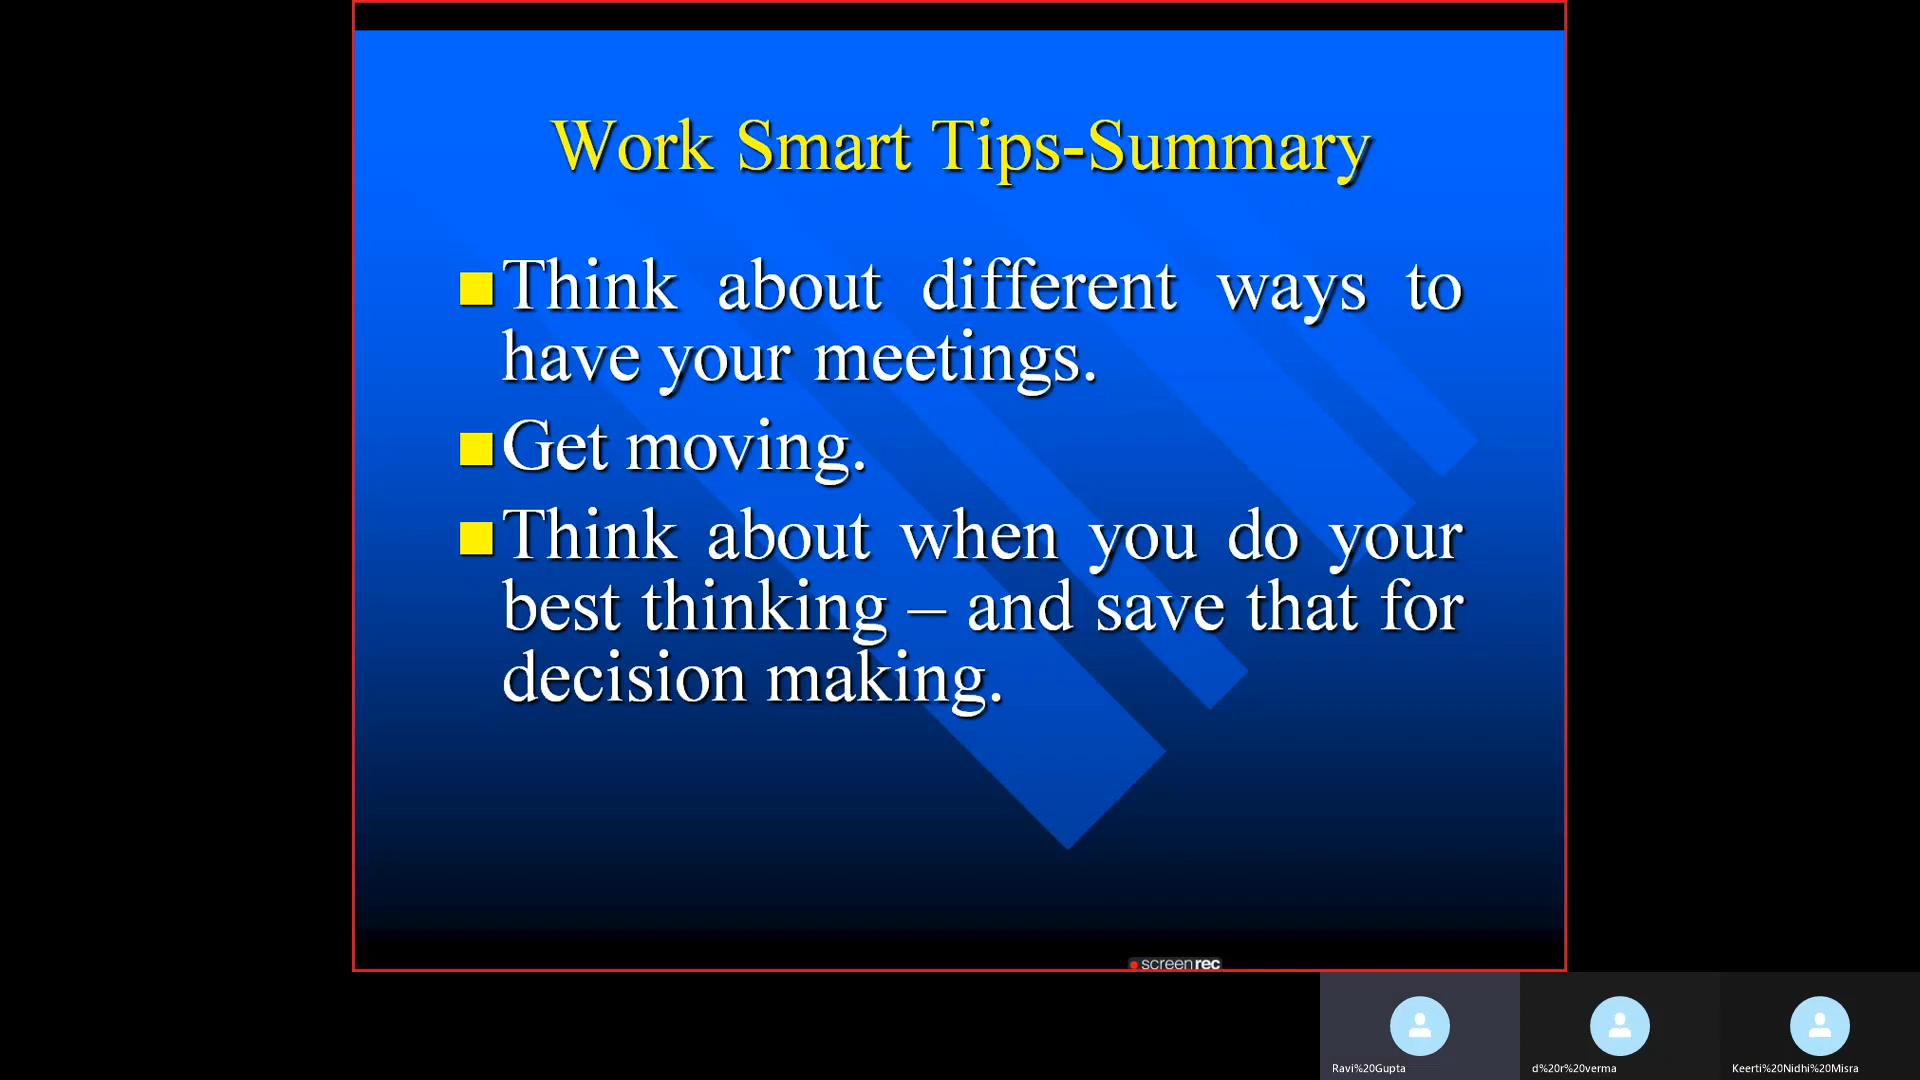 Work Smart Tips-Summary
Think about different ways to
have your meetings.
Get moving.
Think about when you do your
best thinking – and save that for
decision making.
screenrec
Ravi%20Gupta
d%20r%20verma
Keerti%20Nidhi%20Misra